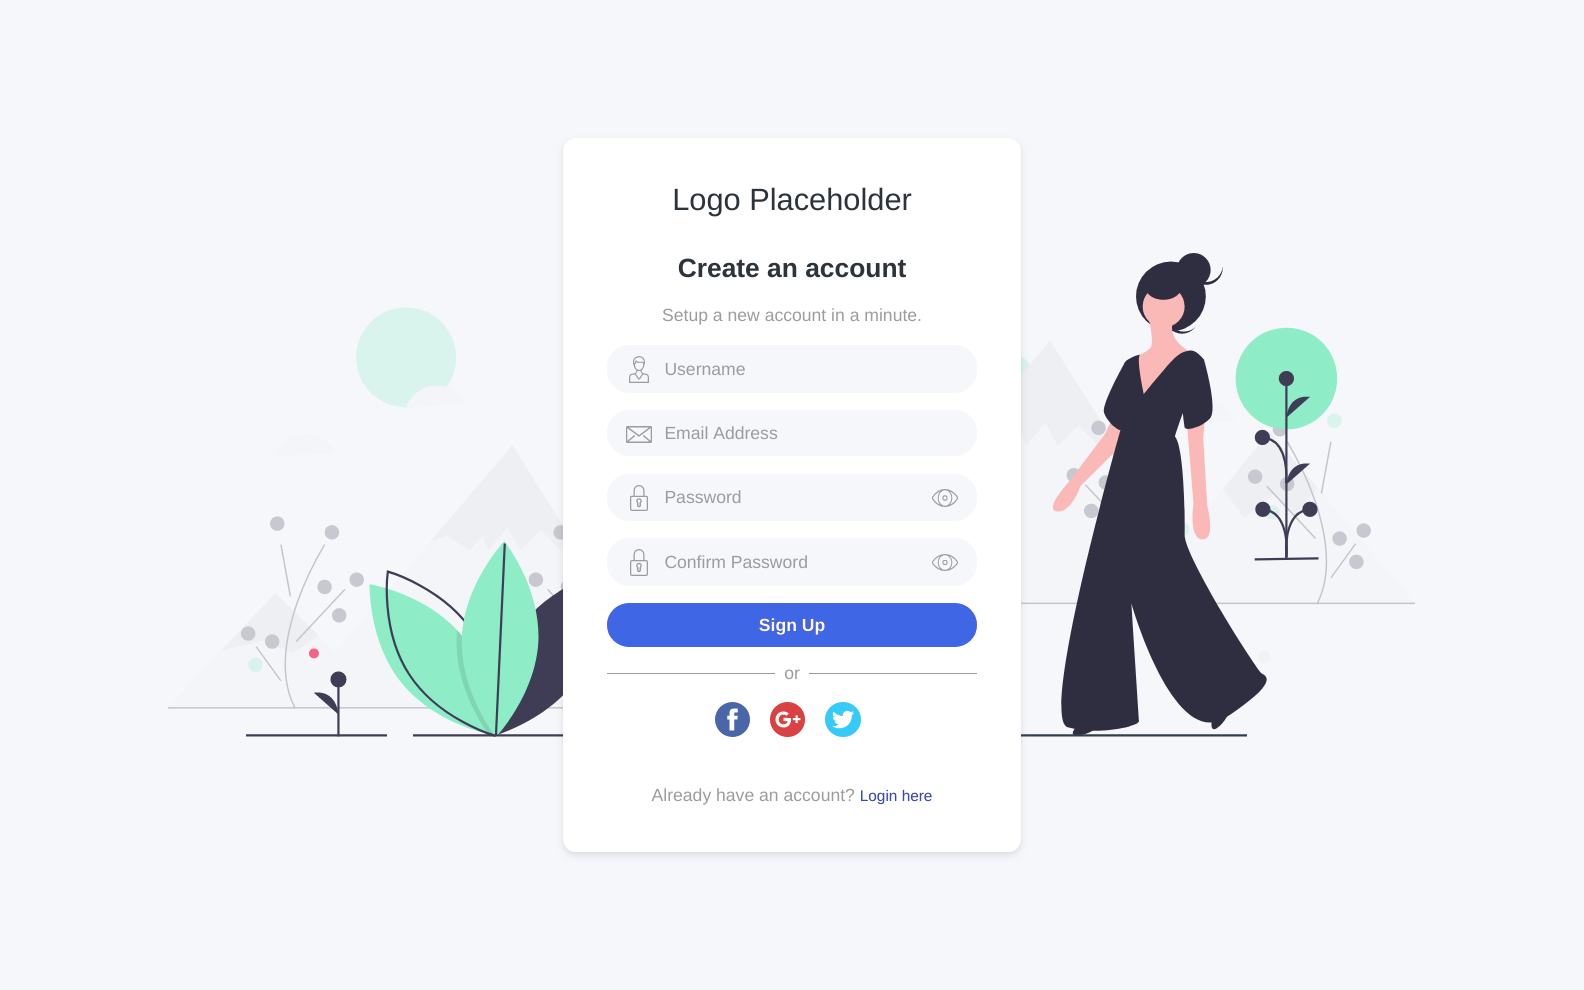 Logo Placeholder
Create an account
Setup a new account in a minute.
Username
Email Address
Password
Confirm Password
Sign Up
or
f G+
Already have an account? Login here